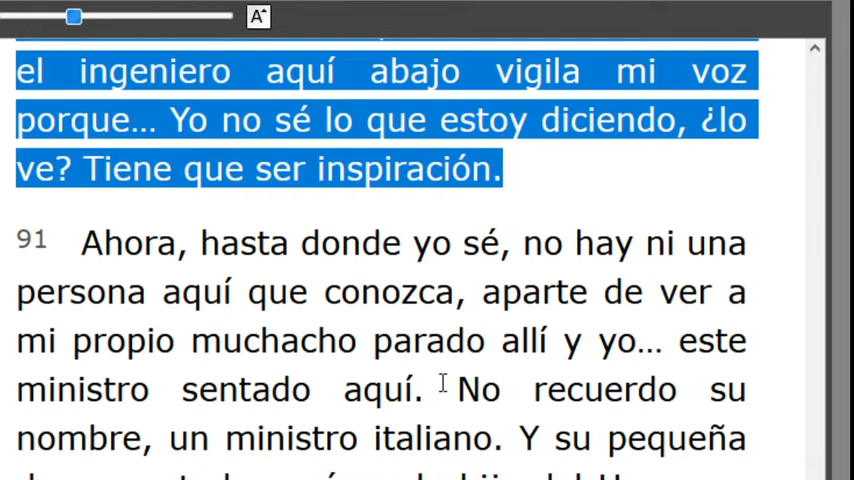 A
el ingeniero aquí abajo vigila mi voz
porque... Yo no sé lo que estoy diciendo, ¿lo
ve? Tiene que ser inspiración.
91 Ahora, hasta donde yo sé, no hay ni una
persona aquí que conozca, aparte de ver a
mi propio muchacho parado allí y yo... este
ministro sentado aquí. No recuerdo su
nombre, un ministro italiano. Y su pequeña